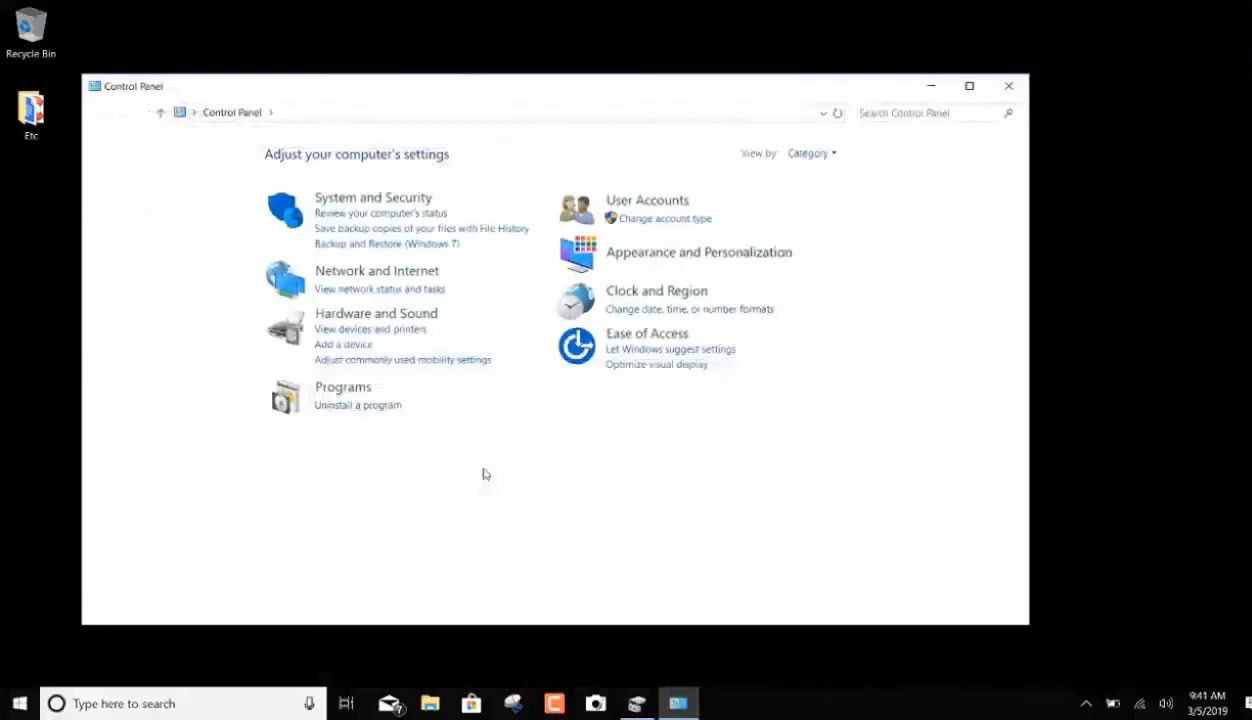 Recycle Bin
Etc
Control Panel
Control Panel
Search Control Panel
Adjust your computer's settings
View by: Category
System and Security
Review your computer's status
Save backup copies of your files with File History
Backup and Restore (Windows 7)
Network and Internet
View network status and tasks
Hardware and Sound
View devices and printers
Add a device
Adjust commonly used mobility settings
Programs
Uninstall a program
User Accounts
Change account type
Appearance and Personalization
Clock and Region
Change date, time, or number formats
Ease of Access
Let Windows suggest settings
Optimize visual display
Type here to search
9:41 AM
3/5/2019